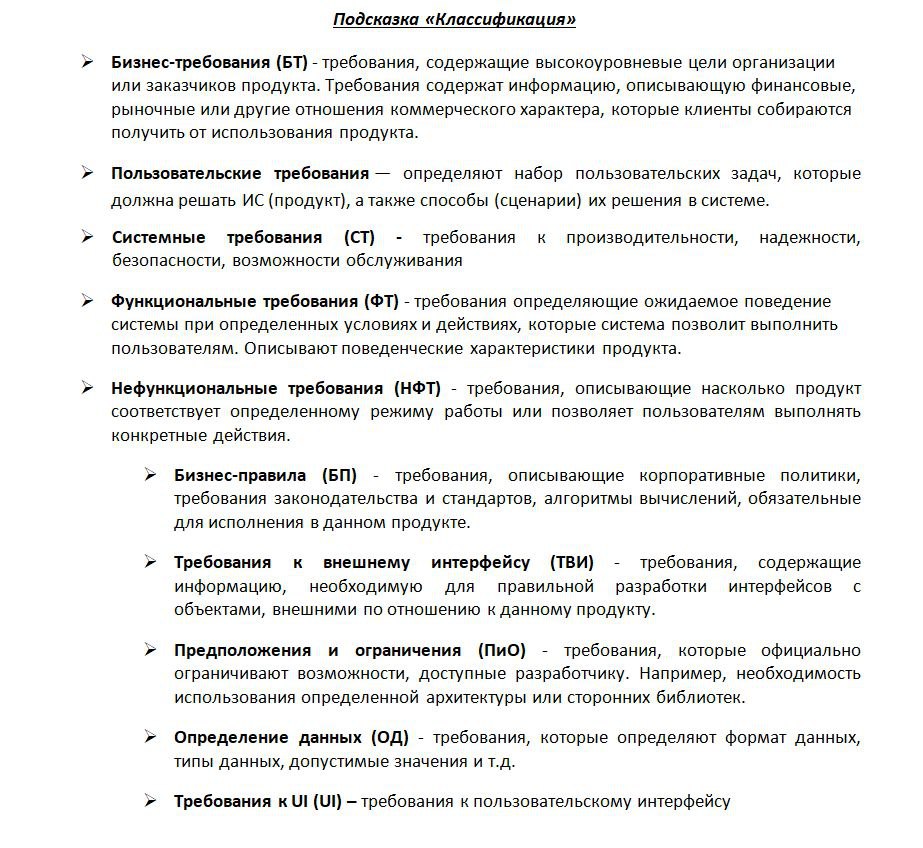 Подсказка «Классификация»
➢ Бизнес-требования (БТ) - требования, содержащие высокоуровневые цели организации
или заказчиков продукта. Требования содержат информацию, описывающую финансовые,
рыночные или другие отношения коммерческого характера, которые клиенты собираются
получить от использования продукта.
➢ Пользовательские требования — определяют набор пользовательских задач, которые
должна решать ИС (продукт), а также способы (сценарии) их решения в системе.
➢ Системные требования (СТ) - требования к производительности, надежности,
безопасности, возможности обслуживания
➢ Функциональные требования (ФТ) - требования определяющие ожидаемое поведение
системы при определенных условиях и действиях, которые система позволит выполнить
пользователям. Описывают поведенческие характеристики продукта.
➢ Нефункциональные требования (НФТ) - требования, описывающие насколько продукт
соответствует определенному режиму работы или позволяет пользователям выполнять
конкретные действия.
➢ Бизнес-правила (БП) - требования, описывающие корпоративные политики,
требования законодательства и стандартов, алгоритмы вычислений, обязательные
для исполнения в данном продукте.
➢ Требования к внешнему интерфейсу (ТВИ) - требования, содержащие
информацию, необходимую для правильной разработки интерфейсов с
объектами, внешними по отношению к данному продукту.
➢ Предположения и ограничения (ПиО) - требования, которые официально
ограничивают возможности, доступные разработчику. Например, необходимость
использования определенной архитектуры или сторонних библиотек.
➢ Определение данных (ОД) - требования, которые определяют формат данных,
типы данных, допустимые значения и т.д.
➢ Требования к UI (UI) – требования к пользовательскому интерфейсу